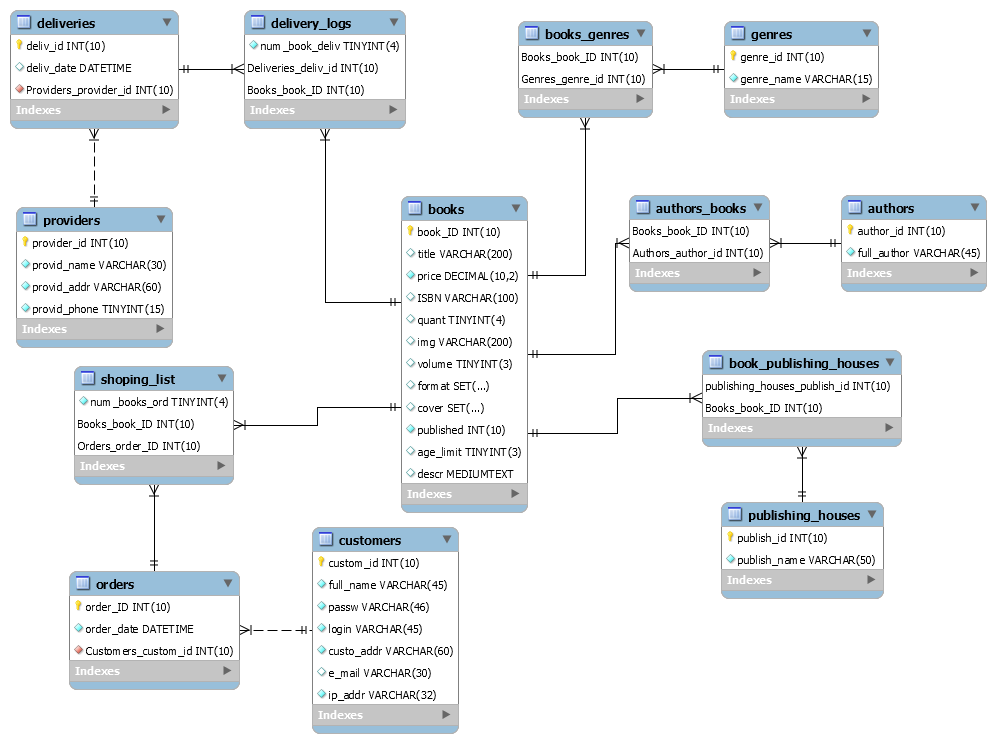 deliveries
deliv_id INT(10)
deliv_date DATETIME
Providers_provider_id INT(10)
Indexes
delivery_logs
num_book_deliv TINYINT(4)
Deliveries_deliv_id INT(10)
Books_book_ID INT(10)
Indexes
books_genres
Books_book_ID INT(10)
Genres_genre_id INT(10)
Indexes
genres
genre_id INT(10)
genre_name VARCHAR(15)
Indexes
providers
provider_id INT(10)
provid_name VARCHAR(30)
provid_addr VARCHAR(60)
provid_phone TINYINT(15)
Indexes
books
book_ID INT(10)
title VARCHAR(200)
price DECIMAL(10,2)
ISBN VARCHAR(100)
quant TINYINT(4)
img VARCHAR(200)
volume TINYINT(3)
format SET(...)
cover SET(...)
published INT(10)
age_limit TINYINT(3)
descr MEDIUMTEXT
Indexes
authors_books
Books_book_ID INT(10)
Authors_author_id INT(10)
Indexes
authors
author_id INT(10)
full_author VARCHAR(45)
Indexes
shoping_list
num_books_ord TINYINT(4)
Books_book_ID INT(10)
Orders_order_ID INT(10)
Indexes
book_publishing_houses
publishing_houses_publish_id INT(10)
Books_book_ID INT(10)
Indexes
publishing_houses
publish_id INT(10)
publish_name VARCHAR(50)
Indexes
orders
order_ID INT(10)
order_date DATETIME
Customers_custom_id INT(10)
Indexes
customers
custom_id INT(10)
full_name VARCHAR(45)
passw VARCHAR(46)
login VARCHAR(45)
custo_addr VARCHAR(60)
e_mail VARCHAR(30)
ip_addr VARCHAR(32)
Indexes